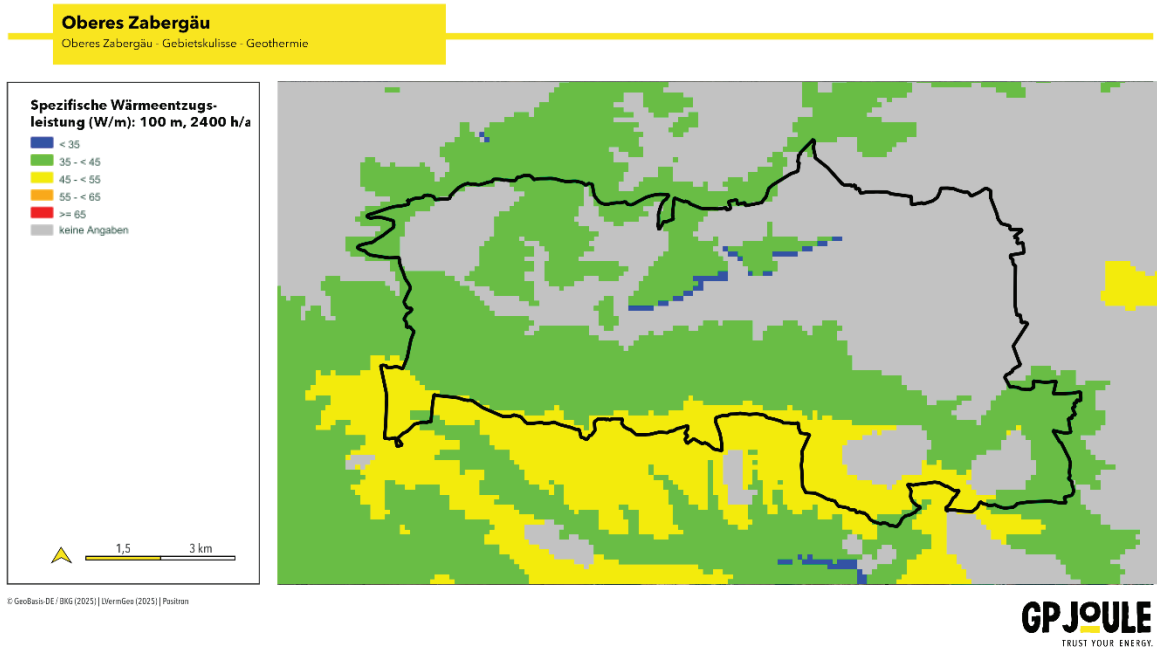 Oberes Zabergäu
Oberes Zabergäu - Gebietskulisse - Geothermie
Spezifische Wärmeentzugs-
leistung (W/m): 100 m, 2400 h/a
< 35
35 - < 45
45 - < 55
55 - < 65
>= 65
keine Angaben
1,5 3 km
© GeoBasis-DE / BKG (2025) | LVermGeo (2025) | Positron
GP JOULE
TRUST YOUR ENERGY.